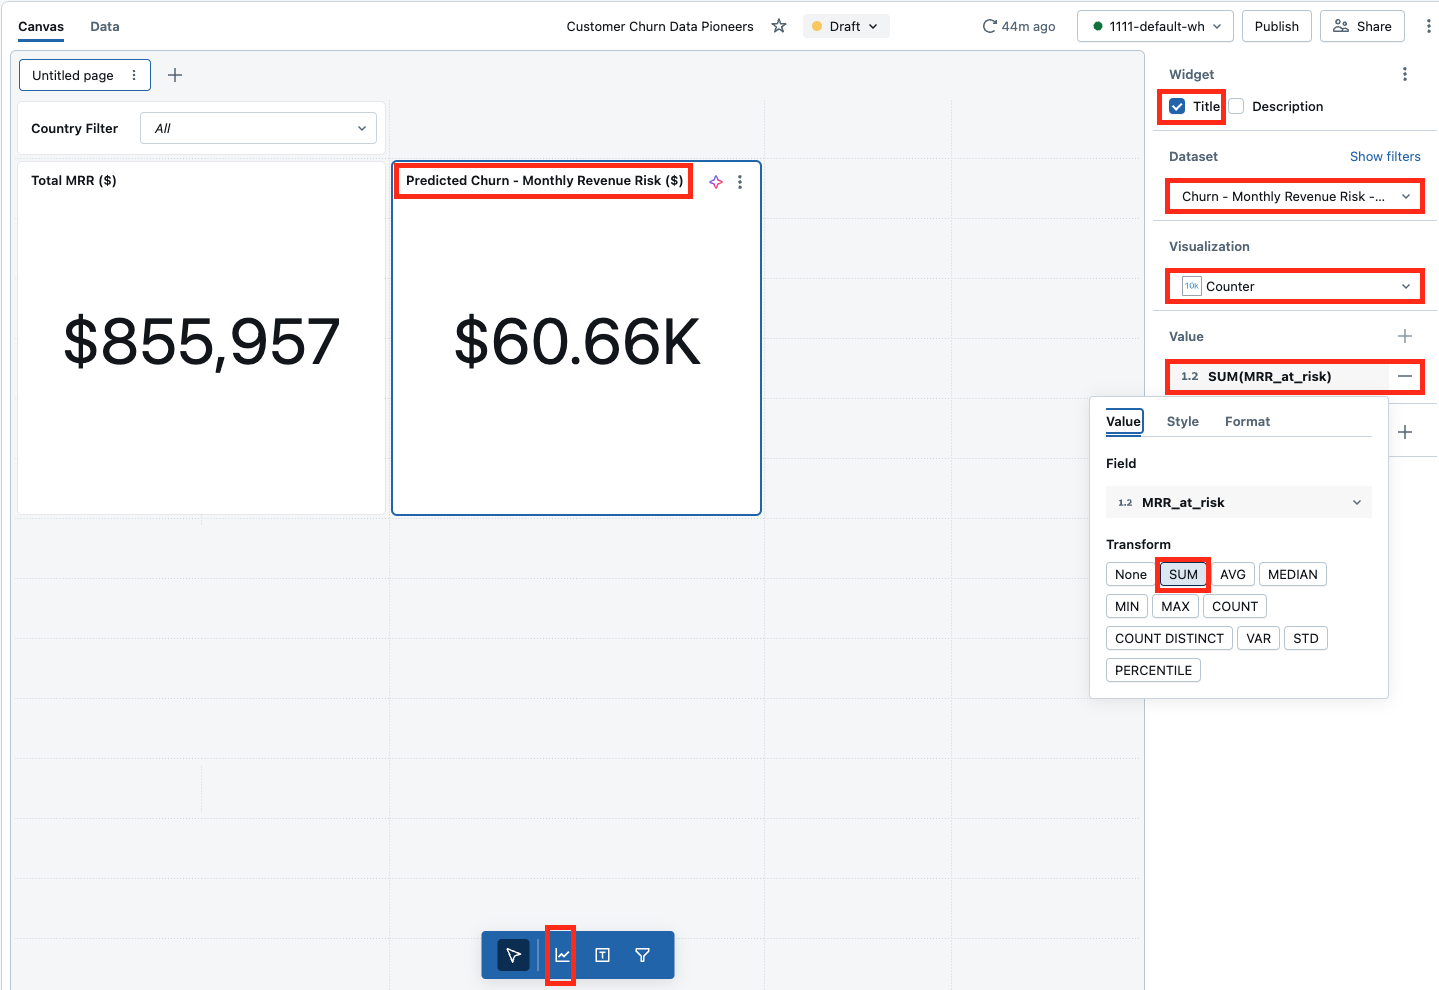 Canvas Data Customer Churn Data Pioneers Draft 44m ago 1111-default-wh Publish Share
Untitled page
Country Filter All
Total MRR ($)
$855,957
Predicted Churn - Monthly Revenue Risk ($)
$60.66K
T
Widget
Title Description
Dataset Show filters
Churn - Monthly Revenue Risk -...
Visualization
10k Counter
Value
1.2 SUM(MRR_at_risk)
Value Style Format
Field
1.2 MRR_at_risk
Transform
None SUM AVG MEDIAN
MIN MAX COUNT
COUNT DISTINCT VAR STD
PERCENTILE